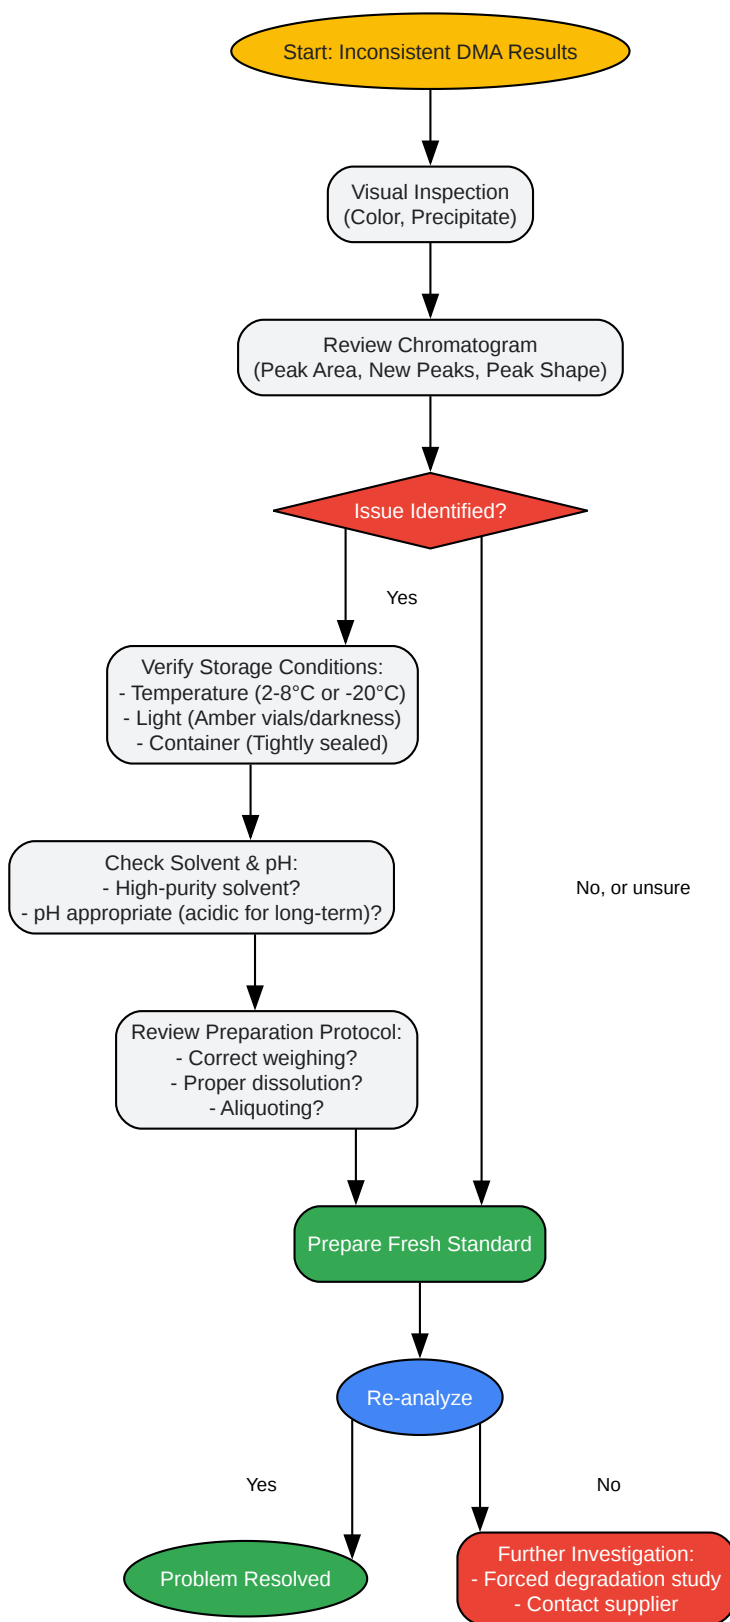 Start: Inconsistent DMA Results
Visual Inspection
(Color, Precipitate)
Review Chromatogram
(Peak Area, New Peaks, Peak Shape)
Issue Identified?
Yes
Verify Storage Conditions:
- Temperature (2-8°C or -20°C)
- Light (Amber vials/darkness)
- Container (Tightly sealed)
Check Solvent & pH:
- High-purity solvent?
- pH appropriate (acidic for long-term)?
No, or unsure
Review Preparation Protocol:
- Correct weighing?
- Proper dissolution?
- Aliquoting?
Prepare Fresh Standard
Re-analyze
Yes
No
Problem Resolved
Further Investigation:
- Forced degradation study
- Contact supplier